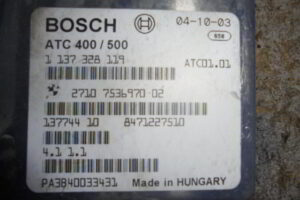 BOSCH 04-10-03
ATC 400 / 500 858
1 137 328 119 ATC01.01
2710 7536970 02
137744 10 8471227510
4.1 1.1
PA3840033431 Made in HUNGARY